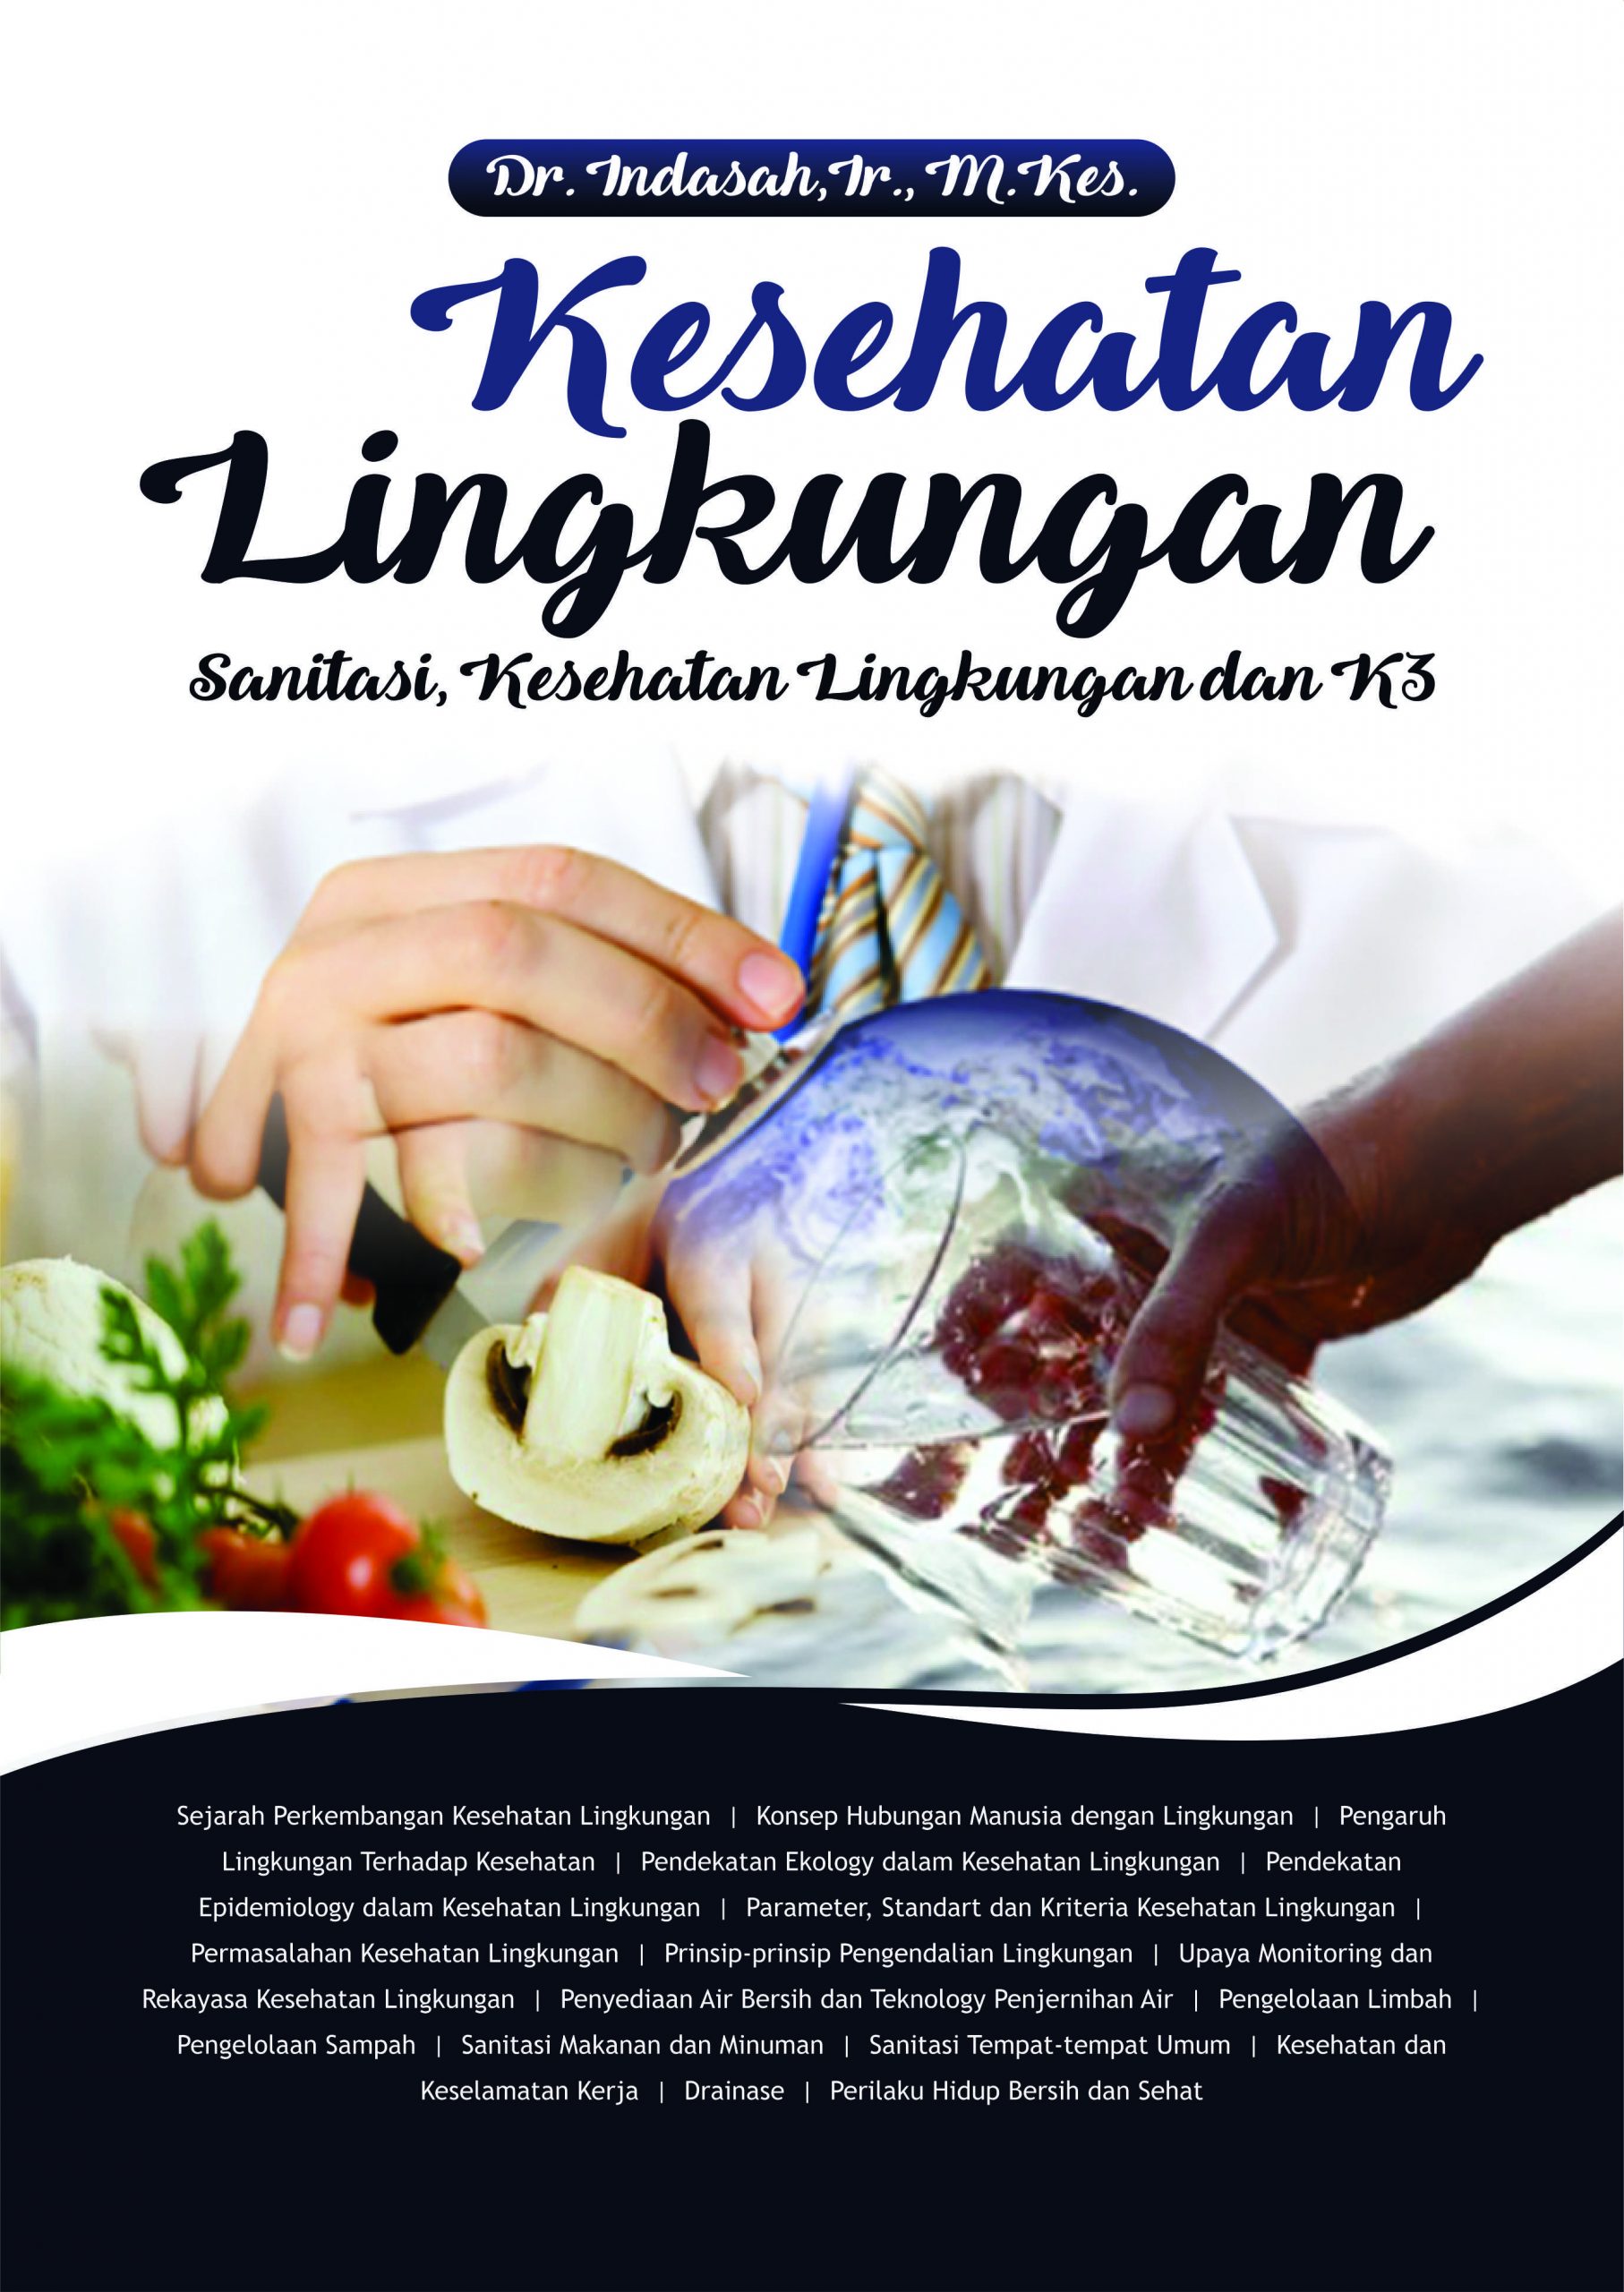 Dr. Indasah, Ir., M.Kes.
Kesehatan
Lingkungan
Sanitasi, Kesehatan Lingkungan dan K3
Sejarah Perkembangan Kesehatan Lingkungan | Konsep Hubungan Manusia dengan Lingkungan | Pengaruh
Lingkungan Terhadap Kesehatan | Pendekatan Ekology dalam Kesehatan Lingkungan | Pendekatan
Epidemiology dalam Kesehatan Lingkungan | Parameter, Standart dan Kriteria Kesehatan Lingkungan |
Permasalahan Kesehatan Lingkungan | Prinsip-prinsip Pengendalian Lingkungan | Upaya Monitoring dan
Rekayasa Kesehatan Lingkungan | Penyediaan Air Bersih dan Teknology Penjernihan Air | Pengelolaan Limbah |
Pengelolaan Sampah | Sanitasi Makanan dan Minuman | Sanitasi Tempat-tempat Umum | Kesehatan dan
Keselamatan Kerja | Drainase | Perilaku Hidup Bersih dan Sehat